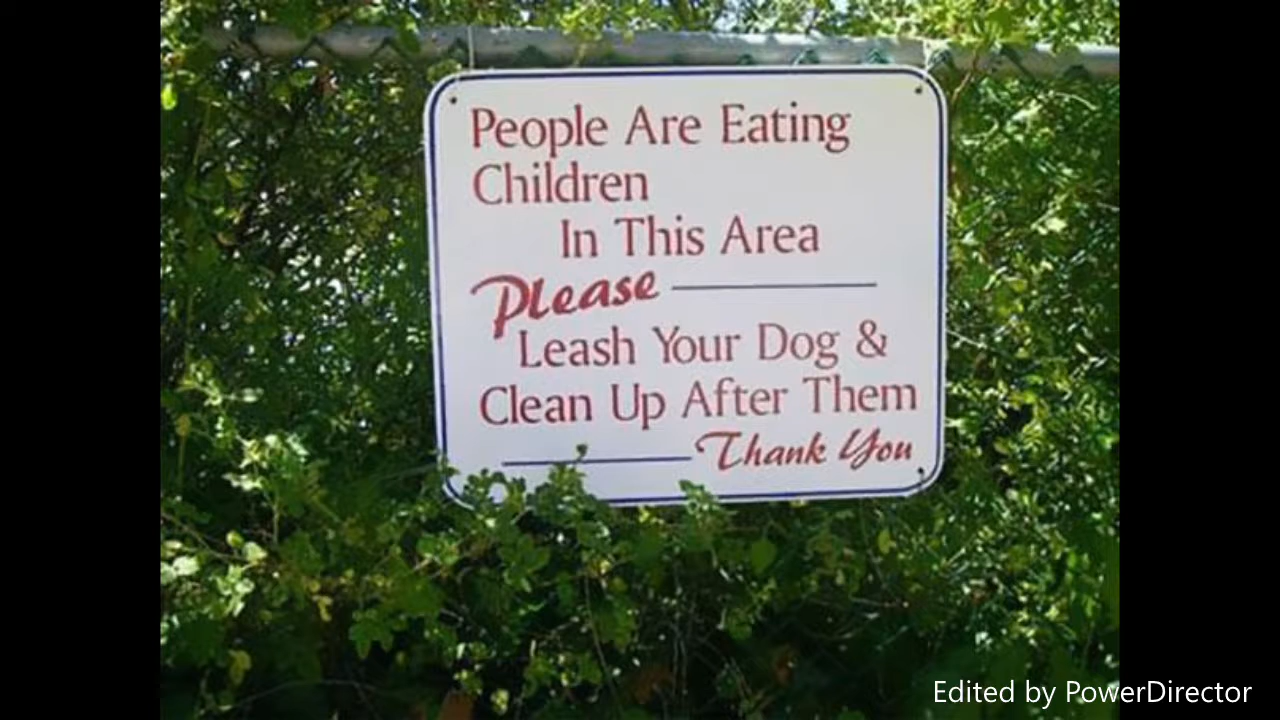 People Are Eating
Children
In This Area
Please
Leash Your Dog &
Clean Up After Them
Thank You
Edited by PowerDirector